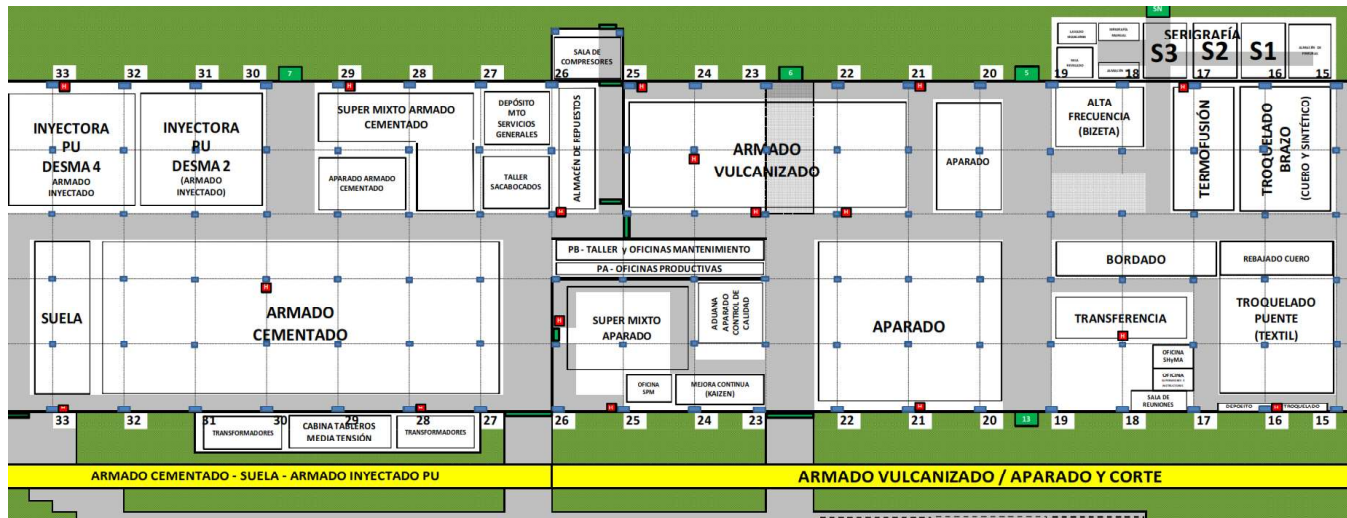 SN
LAVADO
SERIGRAFÍA
SERIGRAFÍA
S3
S2
S1
ALMACÉN DE
SALA DE
COMPRESORES
33
32
31
30
7
29
28
27
26
25
24
23
6
22
21
20
5
19
18
17
16
15
H
H
H
H
H
INYECTORA
PU
DESMA 4
ARMADO
INYECTADO
INYECTORA
PU
DESMA 2
(ARMADO
INYECTADO)
SUPER MIXTO ARMADO
CEMENTADO
APARADO ARMADO
CEMENTADO
DEPÓSITO
MTO
SERVICIOS
GENERALES
TALLER
SACABOCADOS
ALMACÉN DE FEPUESTOS
ARMADO
VULCANIZADO
APARADO
ALTA
FRECUENCIA
(BIZETA)
TERMOFUSIÓN
TROQUELADO
BRAZO
(CUERO Y SINTÉTICO)
H
H
H
H
PB - TALLER y OFICINAS MANTENIMIENTO
PA - OFICINAS PRODUCTIVAS
SUELA
ARMADO
CEMENTADO
H
H
SUPER MIXTO
APARADO
ADUANA
APARADO
CONTROL DE
CALIDAD
OFICINA
SPM
MEJORA CONTINUA
(KAIZEN)
APARADO
BORDADO
REBAJADO CUERO
TRANSFERENCIA
H
TROQUELADO
PUENTE
(TEXTIL)
OFICINA
SHyMA
OFICINA
SALA DE
REUNIONES
DEPOSITO
TROQUELADO
H
H
H
H
H
33
32
31
30
29
28
27
26
25
24
23
22
21
20
13
19
18
17
16
15
TRANSFORMADORES
CABINA TABLEROS
MEDIA TENSIÓN
TRANSFORMADORES
ARMADO CEMENTADO - SUELA - ARMADO INYECTADO PU
ARMADO VULCANIZADO / APARADO Y CORTE